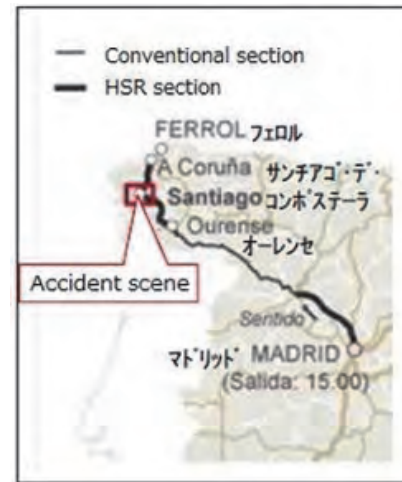 Conventional section
HSR section
FERROL フェロル
A Coruña サンチアゴ・デ・
Santiago コンポステーラ
Ourense
オーレンセ
Accident scene
Sentido
マドリッド MADRID
(Salida: 15.00)